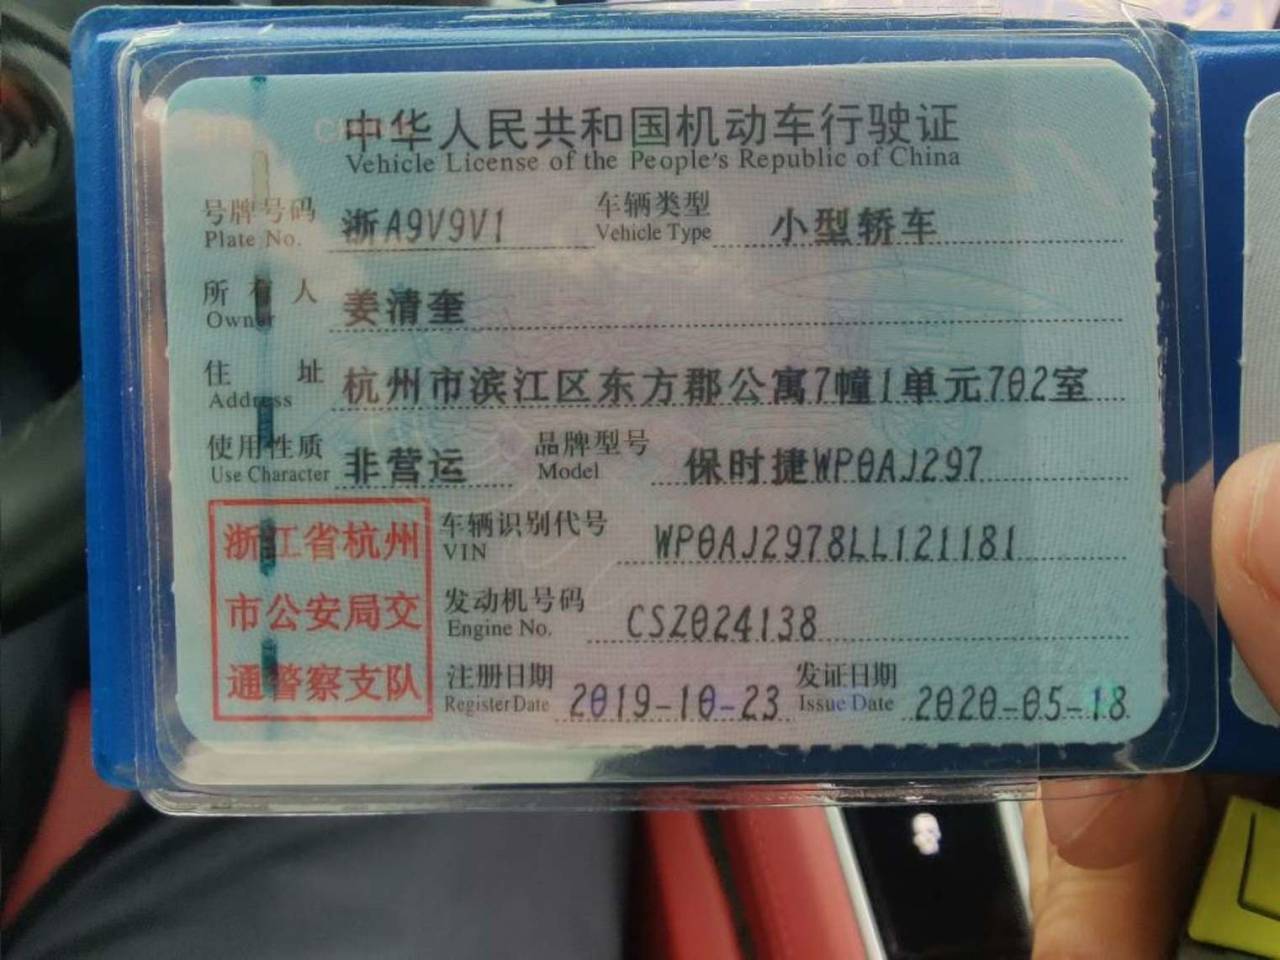 中华人民共和国机动车行驶证
Vehicle License of the People's Republic of China
号牌号码 浙A9V9V1 车辆类型 小型轿车
Plate No. Vehicle Type
所有人 姜清奎
Owner
住址 杭州市滨江区东方郡公寓7幢1单元702室
Address
使用性质 非营运 品牌型号 保时捷WP0AJ297
Use Character Model
浙江省杭州
市公安局交
通警察支队
车辆识别代号 WP0AJ2978LL121181
VIN
发动机号码 CSZ024138
Engine No.
注册日期 2019-10-23 发证日期 2020-05-18
Register Date Issue Date